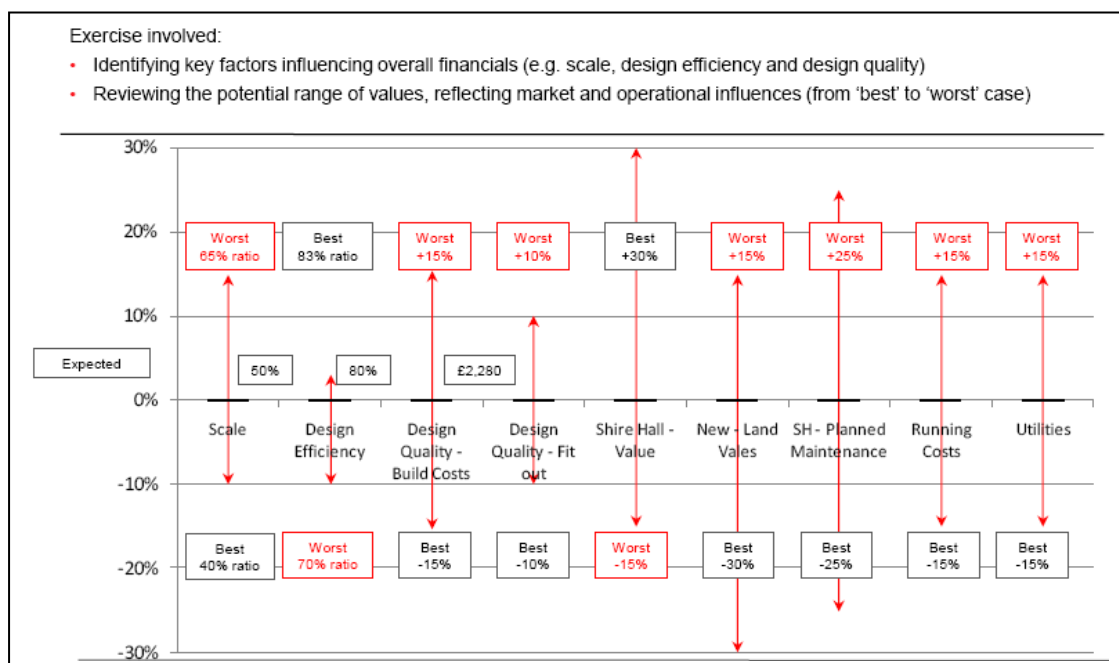 Exercise involved:
• Identifying key factors influencing overall financials (e.g. scale, design efficiency and design quality)
• Reviewing the potential range of values, reflecting market and operational influences (from ‘best’ to ‘worst’ case)
30%
20%
10%
0%
-10%
-20%
-30%
Worst
65% ratio
Best
83% ratio
Worst
+15%
Worst
+10%
Best
+30%
Worst
+15%
Worst
+25%
Worst
+15%
Worst
+15%
Expected
50%
80%
£2,280
Scale
Design
Efficiency
Design
Quality -
Build Costs
Design
Quality - Fit
out
Shire Hall -
Value
New - Land
Vales
SH - Planned
Maintenance
Running
Costs
Utilities
Best
40% ratio
Worst
70% ratio
Best
-15%
Best
-10%
Worst
-15%
Best
-30%
Best
-25%
Best
-15%
Best
-15%